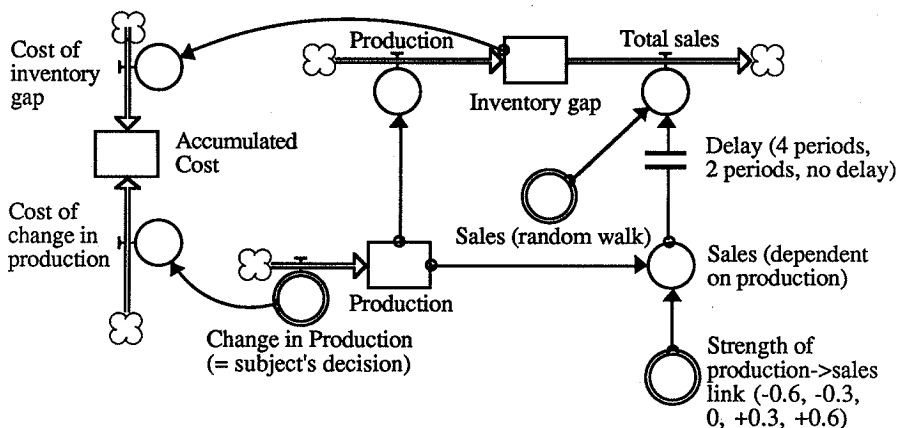 Cost of
inventory
gap
Production
Total sales
Inventory gap
Accumulated
Cost
Delay (4 periods,
2 periods, no delay)
Cost of
change in
production
Sales (random walk)
Sales (dependent
on production)
Production
Change in Production
(= subject's decision)
Strength of
production->sales
link (-0.6, -0.3,
0, +0.3, +0.6)